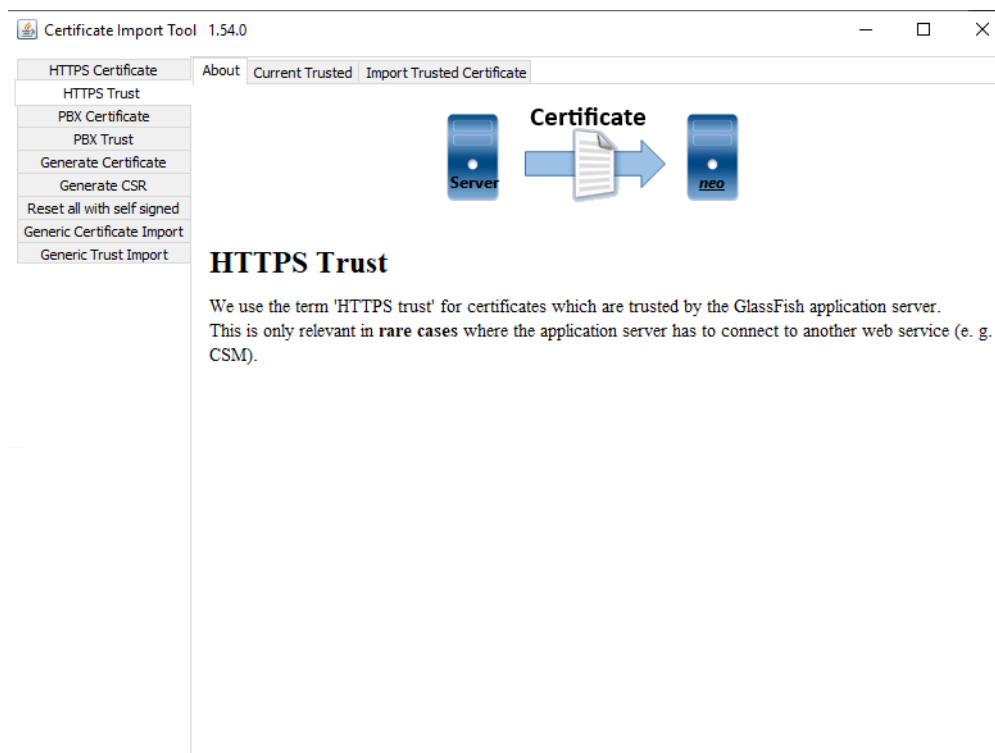 Certificate Import Tool 1.54.0
HTTPS Certificate
HTTPS Trust
PBX Certificate
PBX Trust
Generate Certificate
Generate CSR
Reset all with self signed
Generic Certificate Import
Generic Trust Import
About Current Trusted Import Trusted Certificate
Certificate
Server neo
HTTPS Trust
We use the term 'HTTPS trust' for certificates which are trusted by the GlassFish application server.
This is only relevant in rare cases where the application server has to connect to another web service (e. g.
CSM).